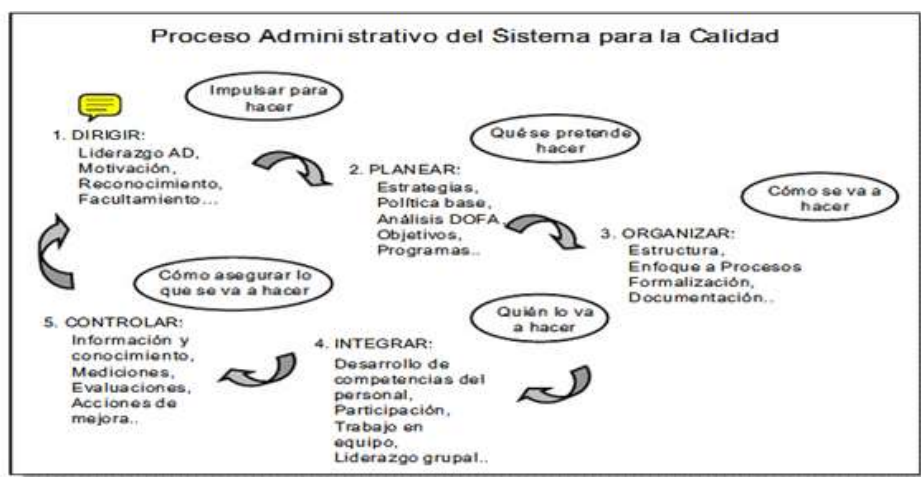 Proceso Administrativo del Sistema para la Calidad
Impulsar para
hacer
1. DIRIGIR:
Liderazgo AD,
Motivación,
Reconocimiento,
Facultamiento...
Qué se pretende
hacer
2. PLANEAR:
Estrategias,
Política base,
Análisis DOFA,
Objetivos,
Programas..
Cómo se va a
hacer
3. ORGANIZAR:
Estructura,
Enfoque a Procesos
Formalización,
Documentación..
Quién lo va
a hacer
4. INTEGRAR:
Desarrollo de
competencias del
personal,
Participación,
Trabajo en
equipo,
Liderazgo grupal..
Cómo asegurar lo
que se va a hacer
5. CONTROLAR:
Información y
conocimiento,
Mediciones,
Evaluaciones,
Acciones de
mejora..